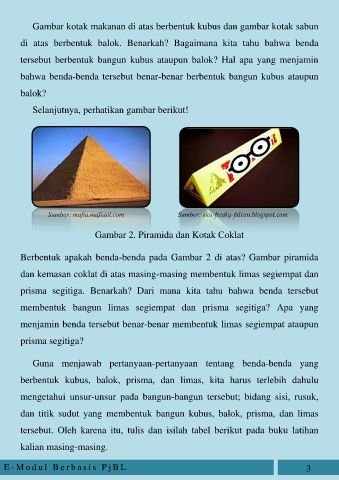 Gambar kotak makanan di atas berbentuk kubus dan gambar kotak sabun
di atas berbentuk balok. Benarkah? Bagaimana kita tahu bahwa benda
tersebut berbentuk bangun kubus ataupun balok? Hal apa yang menjamin
bahwa benda-benda tersebut benar-benar berbentuk bangun kubus ataupun
balok?
Selanjutnya, perhatikan gambar berikut!
Sumber: mafia.mafiaol.com
Sumber: sku-freaky-falcon.blogspot.com
Gambar 2. Piramida dan Kotak Coklat
Berbentuk apakah benda-benda pada Gambar 2 di atas? Gambar piramida
dan kemasan coklat di atas masing-masing membentuk limas segiempat dan
prisma segitiga. Benarkah? Dari mana kita tahu bahwa benda tersebut
membentuk bangun limas segiempat dan prisma segitiga? Apa yang
menjamin benda tersebut benar-benar membentuk limas segiempat ataupun
prisma segitiga?
Guna menjawab pertanyaan-pertanyaan tentang benda-benda yang
berbentuk kubus, balok, prisma, dan limas, kita harus terlebih dahulu
mengetahui unsur-unsur pada bangun-bangun tersebut; bidang sisi, rusuk,
dan titik sudut yang membentuk bangun kubus, balok, prisma, dan limas
tersebut. Oleh karena itu, tulis dan isilah tabel berikut pada buku latihan
kalian masing-masing.
E-Modul Berbasis PjBL 3